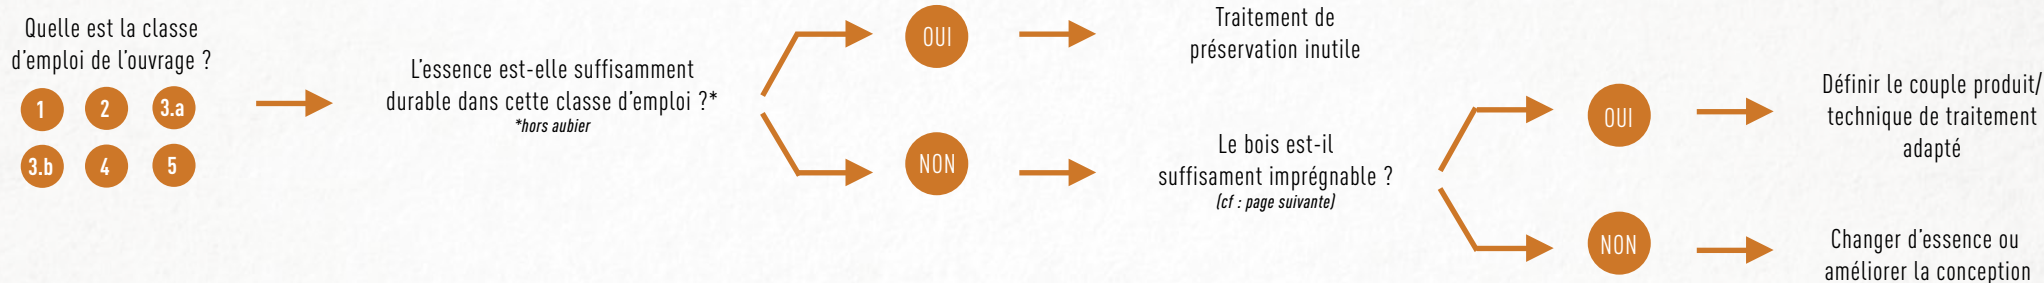 Quelle est la classe
d'emploi de l'ouvrage ?
1 2 3.a
3.b 4 5
L'essence est-elle suffisamment
durable dans cette classe d'emploi ?*
*hors aubier
OUI
Traitement de
préservation inutile
NON
Le bois est-il
suffisament imprégnable ?
(cf : page suivante)
OUI
Définir le couple produit/
technique de traitement
adapté
NON
Changer d'essence ou
améliorer la conception